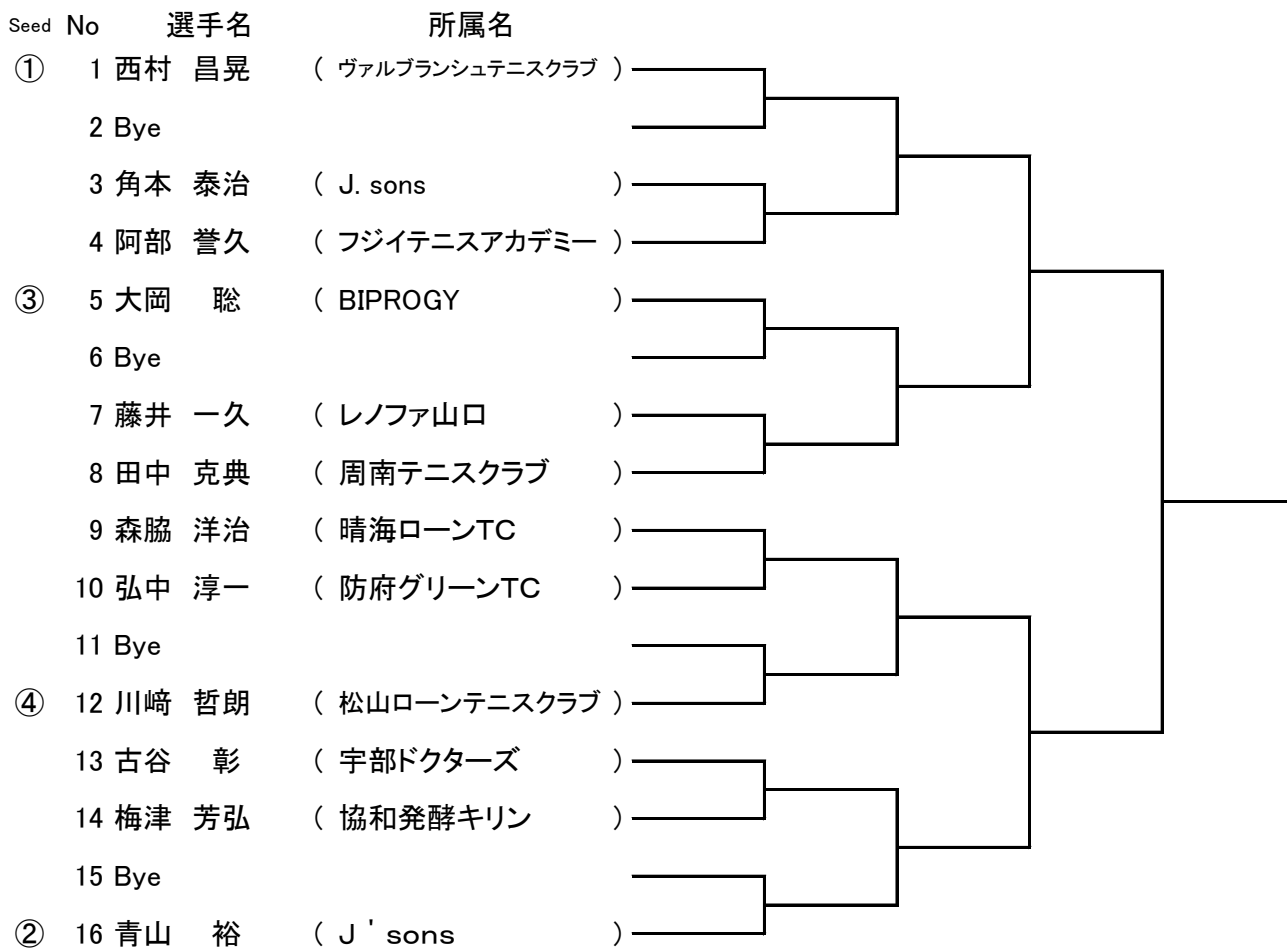 Seed No 選手名 所属名
① 1 西村 昌晃 ( ヴァルブランシュテニスクラブ )
2 Bye
3 角本 泰治 ( J. sons )
4 阿部 誉久 ( フジイテニスアカデミー )
③ 5 大岡 聡 ( BIPROGY )
6 Bye
7 藤井 一久 ( レノファ山口 )
8 田中 克典 ( 周南テニスクラブ )
9 森脇 洋治 ( 晴海ローンTC )
10 弘中 淳一 ( 防府グリーンTC )
11 Bye
④ 12 川﨑 哲朗 ( 松山ローンテニスクラブ )
13 古谷 彰 ( 宇部ドクターズ )
14 梅津 芳弘 ( 協和発酵キリン )
15 Bye
② 16 青山 裕 ( J'sons )